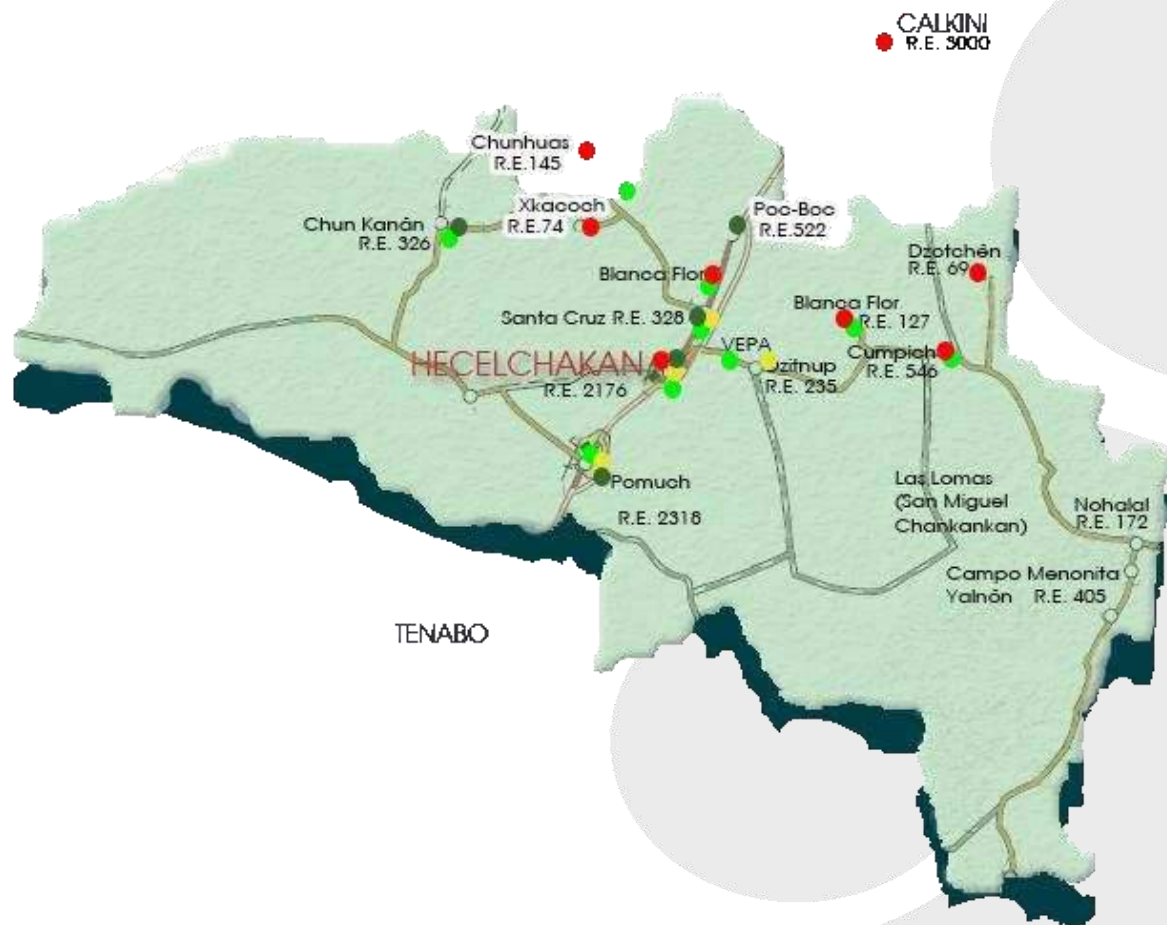 CALKINI
R.E. 3000
Chunhuas
R.E.145
Xkacoch
R.E.74
Chun Kanán
R.E. 326
Poc-Boc
R.E.522
Dzotchén
R.E. 69
Blanca Flor
Blanca Flor
R.E. 127
Santa Cruz R.E. 328
VEPA
Cumpich
R.E. 546
HECELCHAKAN
R.E. 2176
Dzitnup
R.E. 235
Pomuch
R.E. 2318
Las Lomas
(San Miguel
Chankankan)
Nohalal
R.E. 172
Campo Menonita
Yalnón R.E. 405
TENABO